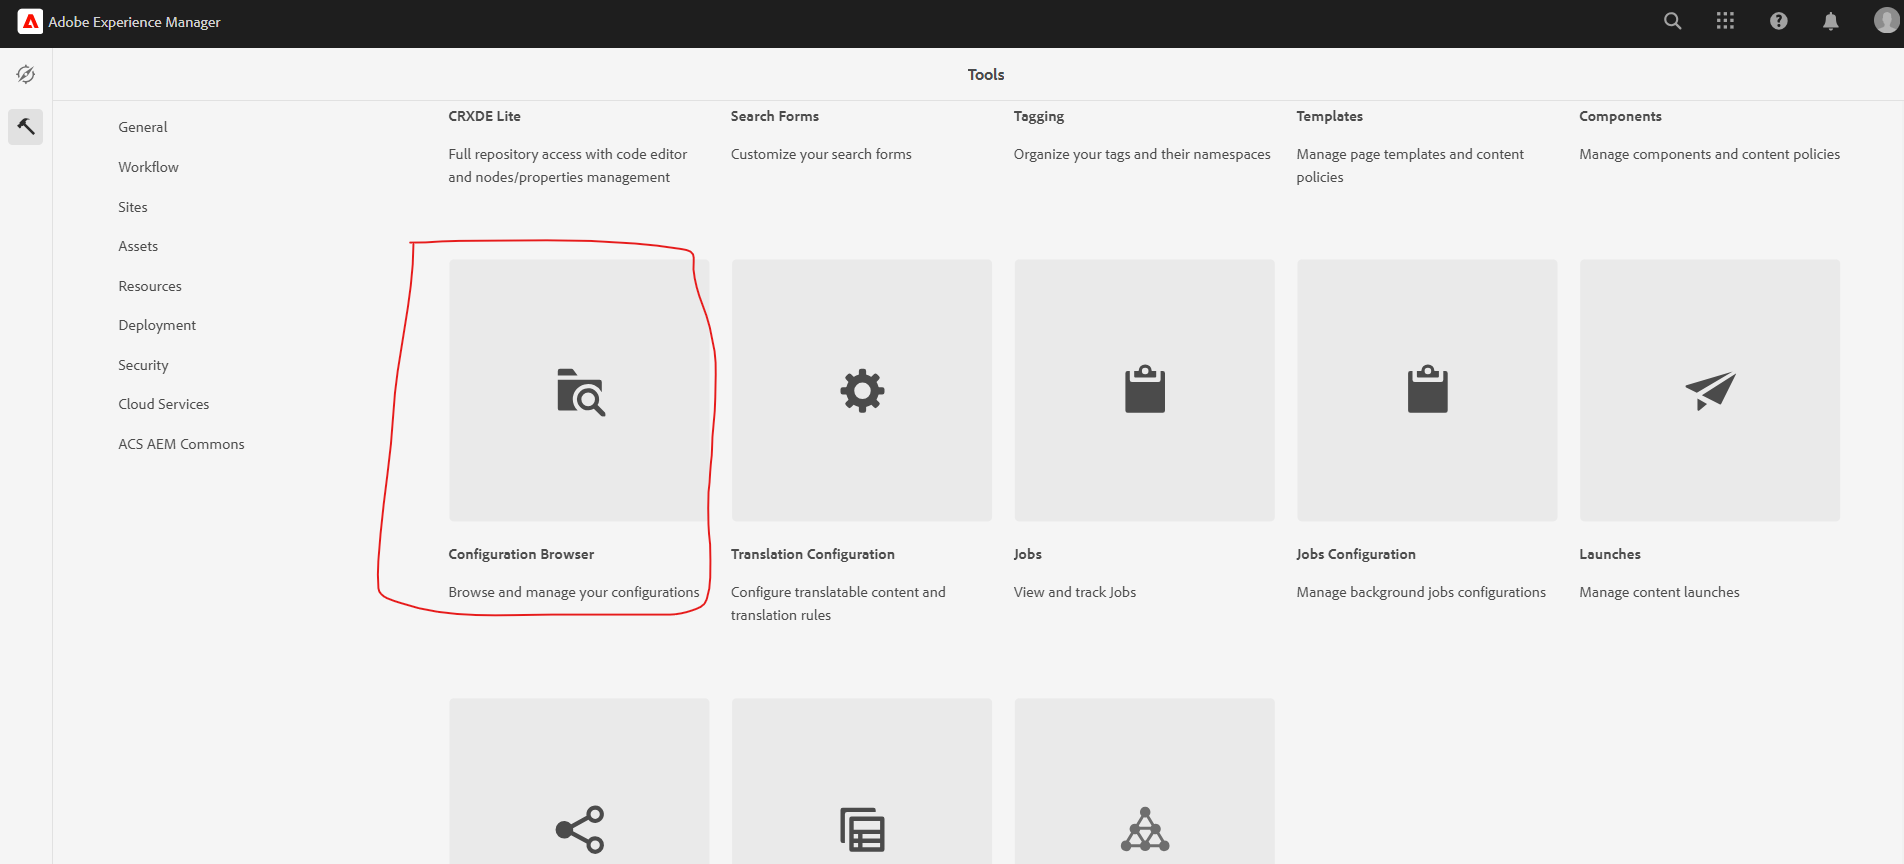 Adobe Experience Manager
Tools
General
Workflow
Sites
Assets
Resources
Deployment
Security
Cloud Services
ACS AEM Commons
CRXDE Lite
Full repository access with code editor
and nodes/properties management
Search Forms
Customize your search forms
Tagging
Organize your tags and their namespaces
Templates
Manage page templates and content
policies
Components
Manage components and content policies
Configuration Browser
Browse and manage your configurations
Translation Configuration
Configure translatable content and
translation rules
Jobs
View and track Jobs
Jobs Configuration
Manage background jobs configurations
Launches
Manage content launches